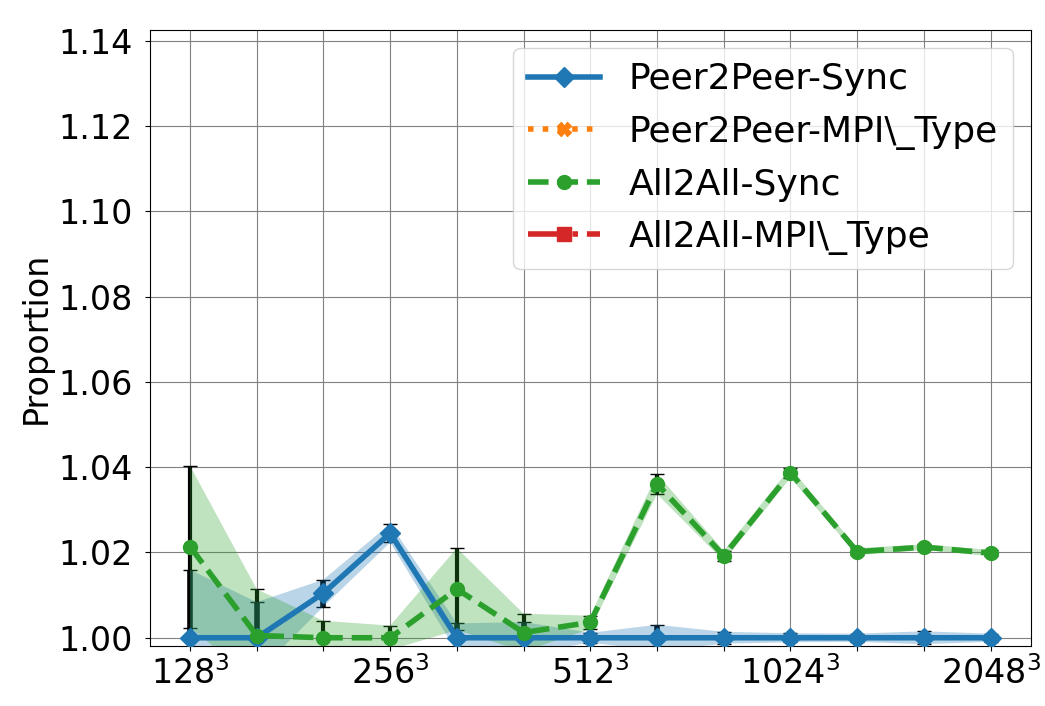 1.14
1.12
1.10
1.08
1.06
1.04
1.02
1.00
Proportion
Peer2Peer-Sync
Peer2Peer-MPI\_Type
All2All-Sync
All2All-MPI\_Type
128³ 256³ 512³ 1024³ 2048³